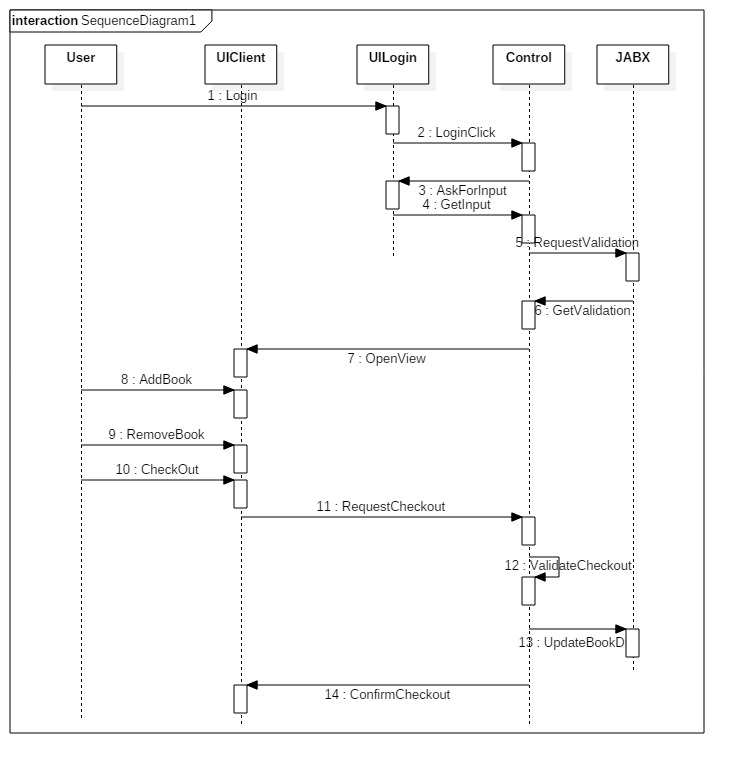 interaction SequenceDiagram1
User UIClient UILogin Control JABX
1 : Login
2 : LoginClick
3 : AskForInput
4 : GetInput
5 : RequestValidation
6 : GetValidation
7 : OpenView
8 : AddBook
9 : RemoveBook
10 : CheckOut
11 : RequestCheckout
12 : ValidateCheckout
13 : UpdateBookD
14 : ConfirmCheckout